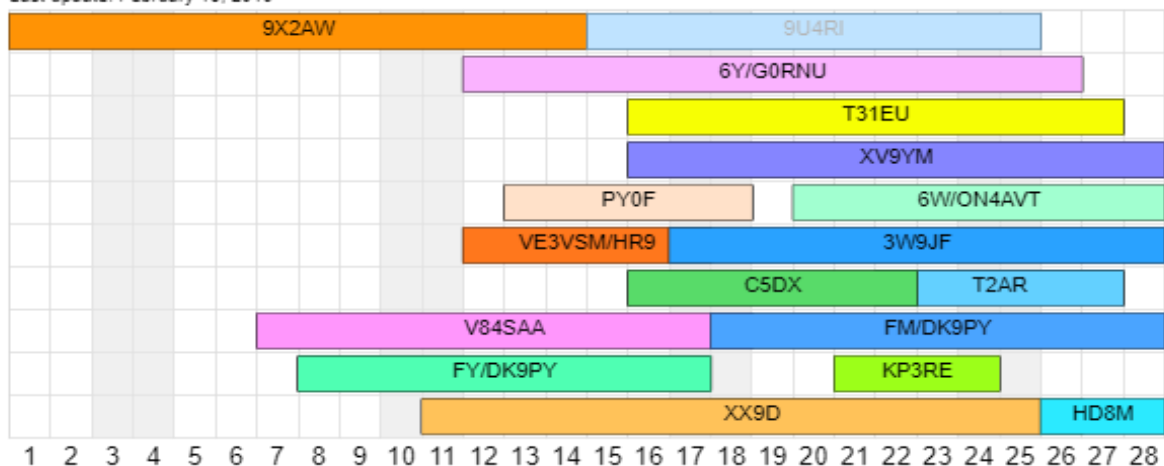 9X2AW 9U4RI
6Y/G0RNU
T31EU
XV9YM
PY0F 6W/ON4AVT
VE3VSM/HR9 3W9JF
C5DX T2AR
V84SAA FM/DK9PY
FY/DK9PY KP3RE
XX9D HD8M
1 2 3 4 5 6 7 8 9 10 11 12 13 14 15 16 17 18 19 20 21 22 23 24 25 26 27 28